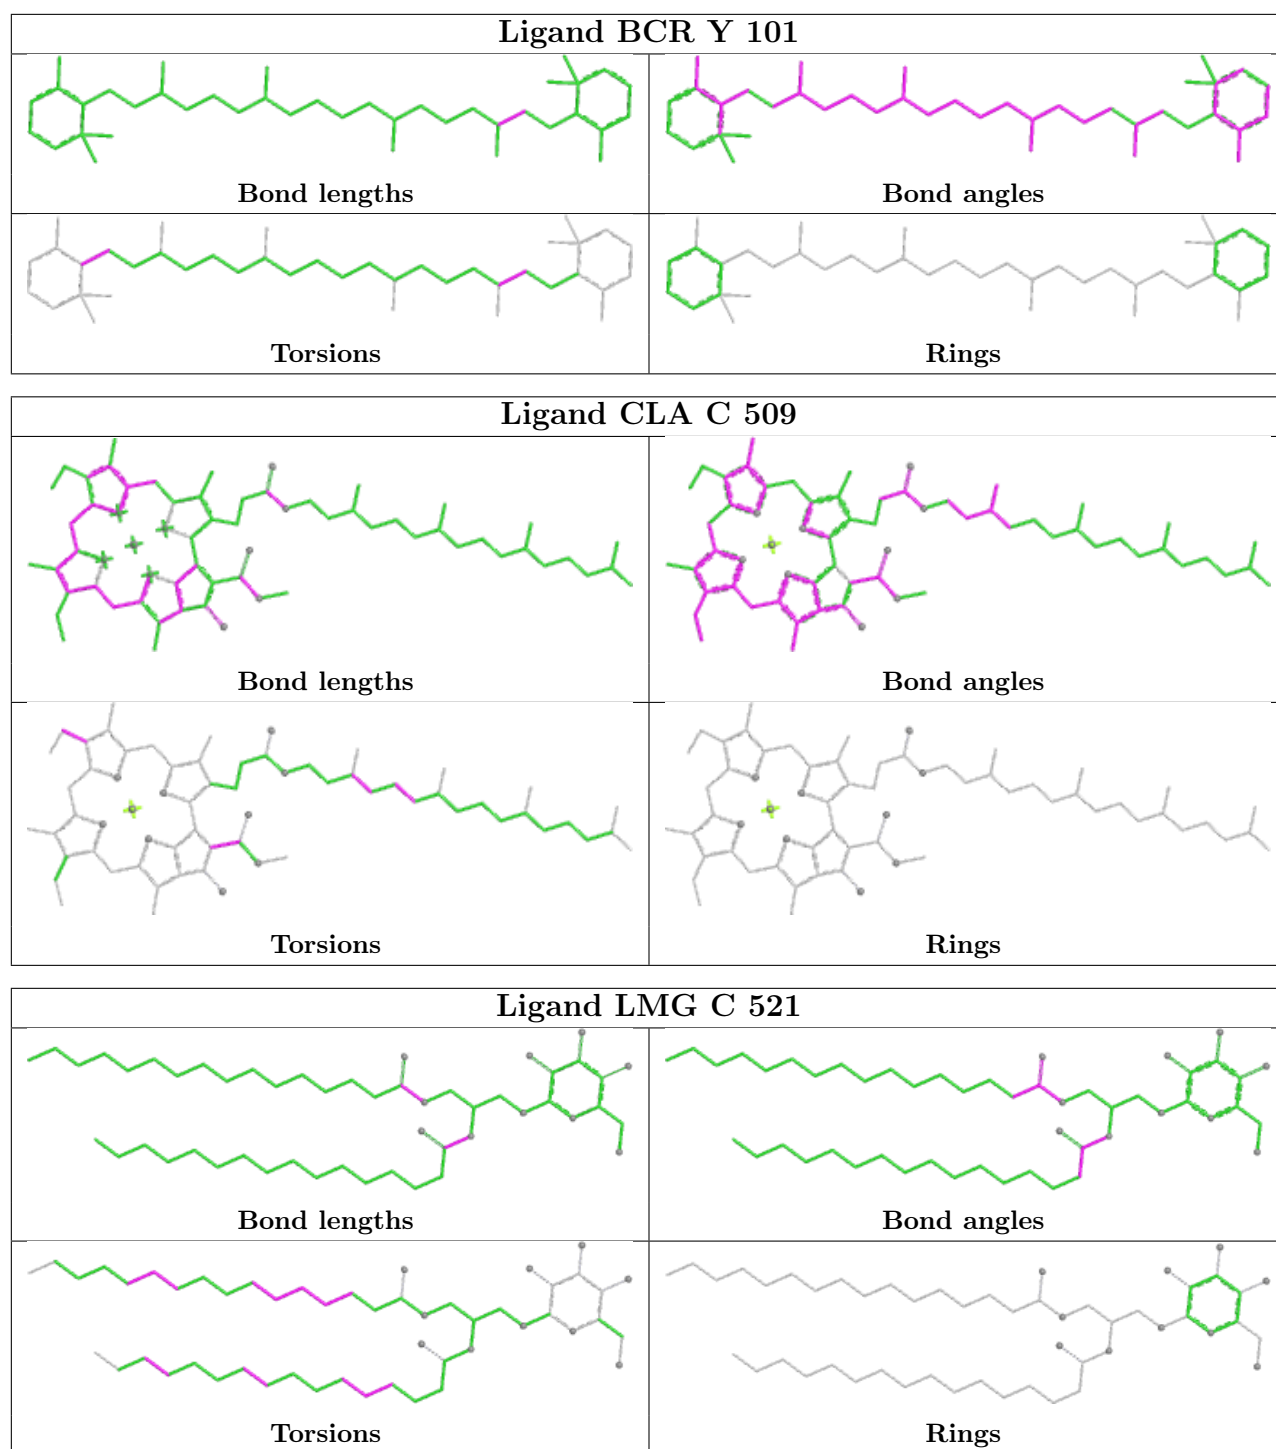 Ligand BCR Y 101
Bond lengths
Bond angles
Torsions
Rings
Ligand CLA C 509
Bond lengths
Bond angles
Torsions
Rings
Ligand LMG C 521
Bond lengths
Bond angles
Torsions
Rings